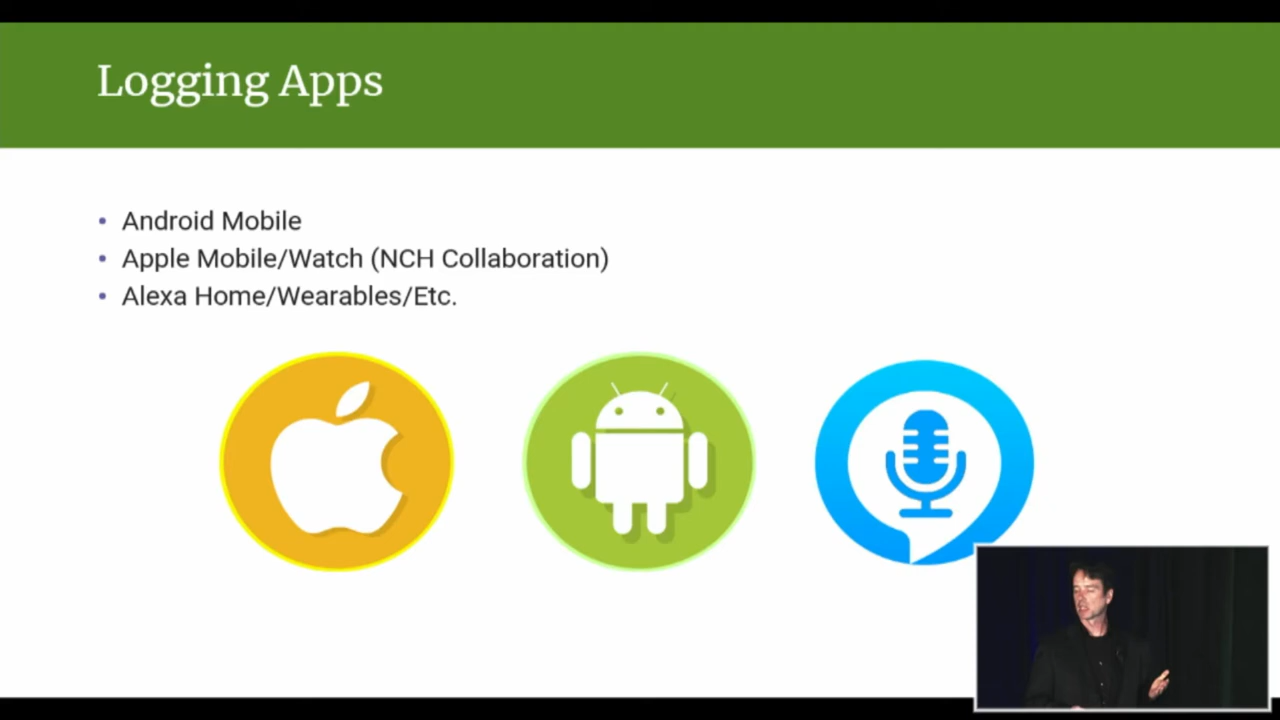 Logging Apps
• Android Mobile
• Apple Mobile/Watch (NCH Collaboration)
• Alexa Home/Wearables/Etc.